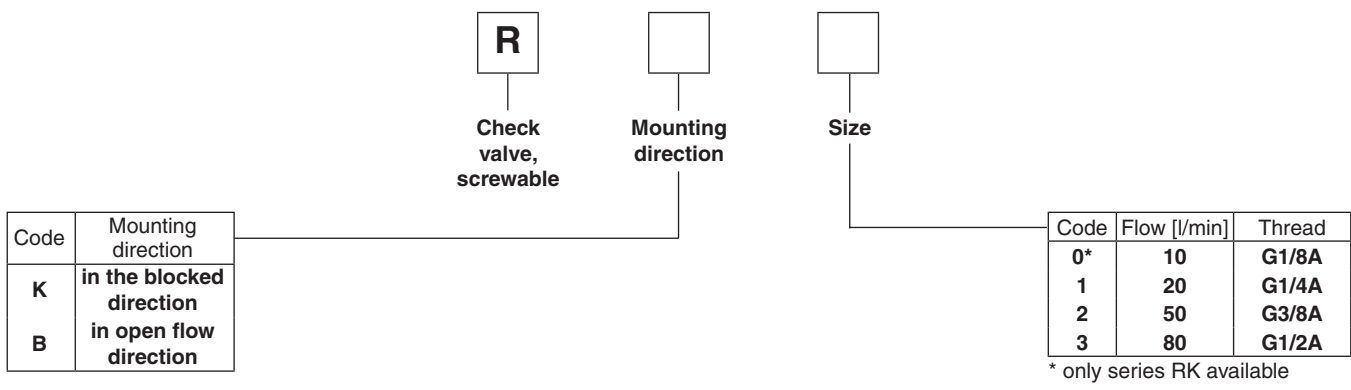 R
Check
valve,
screwable
Mounting
direction
Size
Code
Mounting
direction
K
in the blocked
direction
B
in open flow
direction
Code Flow [l/min] Thread
0* 10 G1/8A
1 20 G1/4A
2 50 G3/8A
3 80 G1/2A
* only series RK available